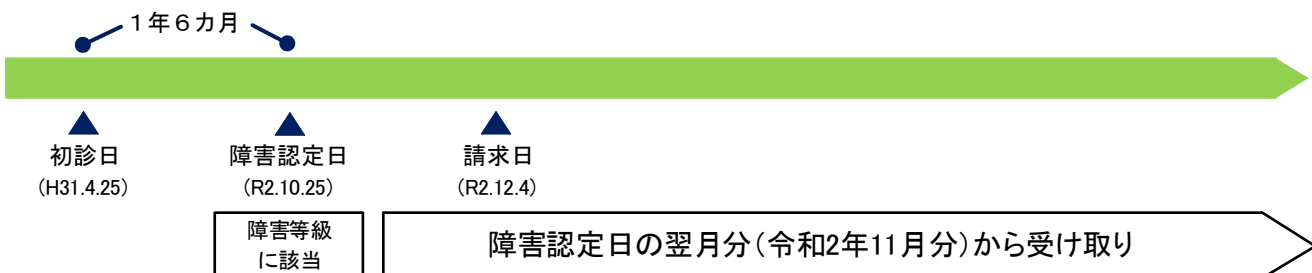 １年６カ月
初診日
（H31.4.25）
障害認定日
（R2.10.25）
請求日
（R2.12.4）
障害等級
に該当
障害認定日の翌月分（令和2年11月分）から受け取り